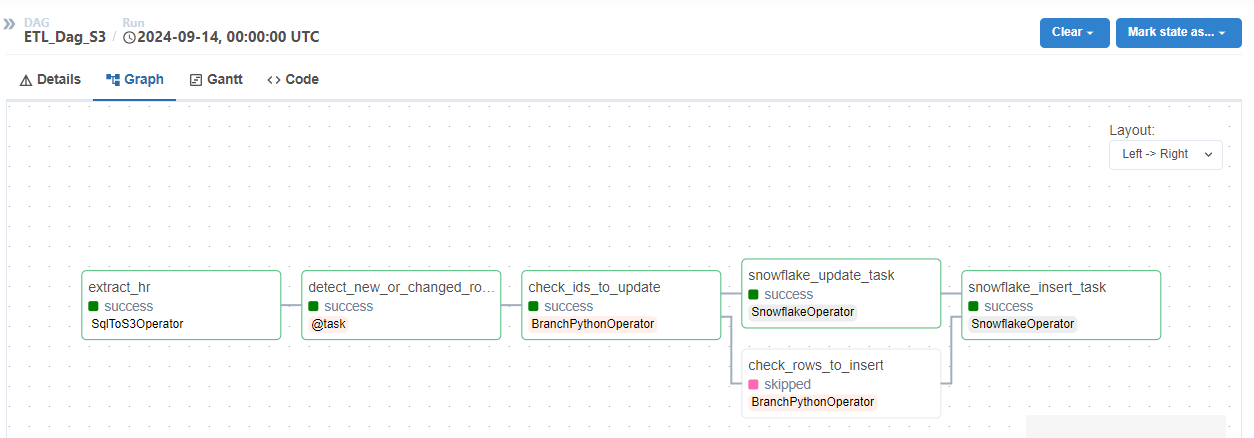 DAG
ETL_Dag_S3
/
Run
2024-09-14, 00:00:00 UTC
Clear
Mark state as...
Details
Graph
Gantt
Code
Layout:
Left -> Right
extract_hr
success
SqlToS3Operator
detect_new_or_changed_ro...
success
@task
check_ids_to_update
success
BranchPythonOperator
snowflake_update_task
success
SnowflakeOperator
check_rows_to_insert
skipped
BranchPythonOperator
snowflake_insert_task
success
SnowflakeOperator